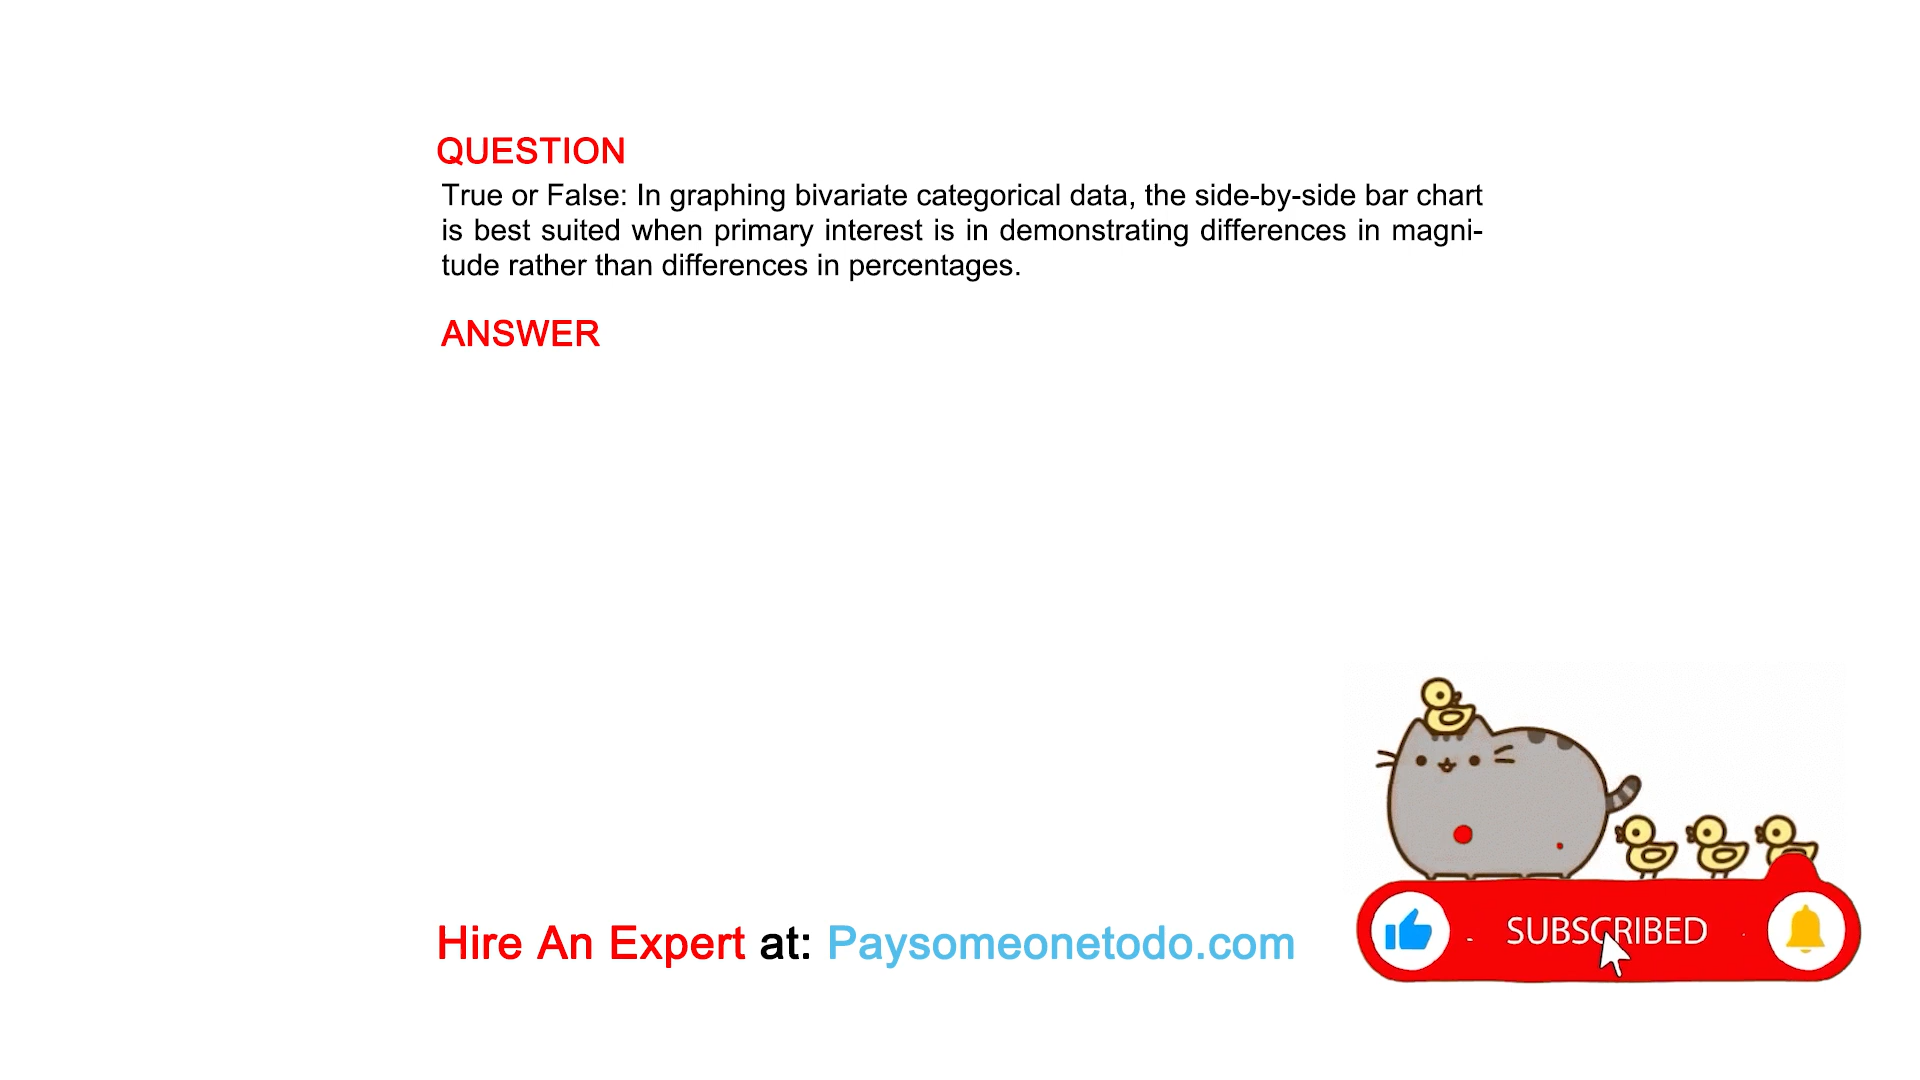 QUESTION
True or False: In graphing bivariate categorical data, the side-by-side bar chart
is best suited when primary interest is in demonstrating differences in magni-
tude rather than differences in percentages.
ANSWER
Hire An Expert at: Paysomeonetodo.com
SUBSCRIBED